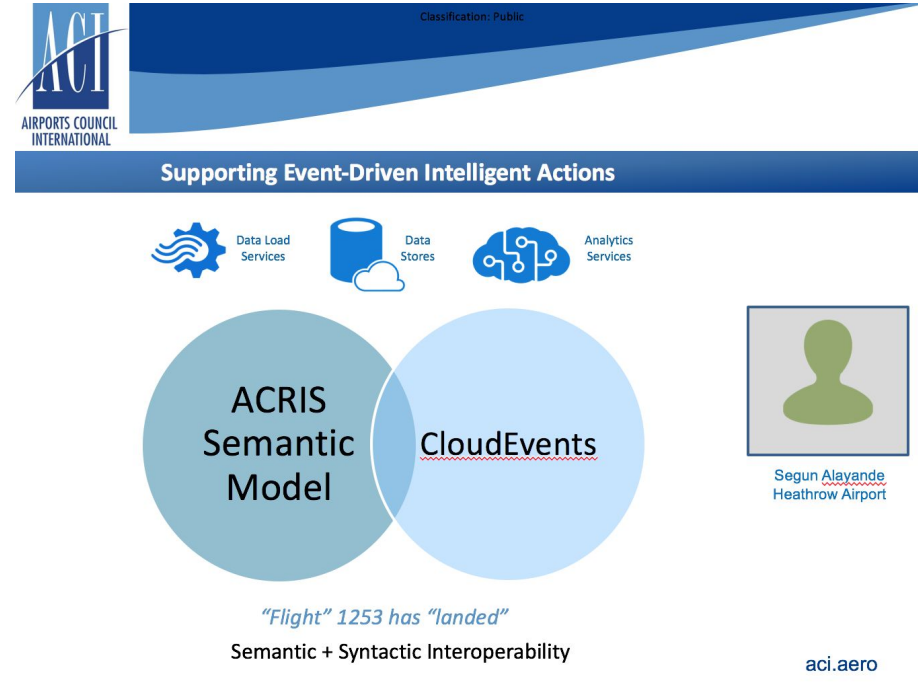 Classification: Public
ACI
AIRPORTS COUNCIL
INTERNATIONAL
Supporting Event-Driven Intelligent Actions
Data Load
Services
Data
Stores
Analytics
Services
ACRIS
Semantic
Model
CloudEvents
Segun Alayande
Heathrow Airport
“Flight” 1253 has “landed”
Semantic + Syntactic Interoperability
aci.aero